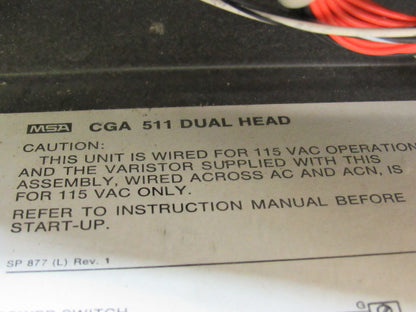 MSA CGA 511 DUAL HEAD
CAUTION:
THIS UNIT IS WIRED FOR 115 VAC OPERATION
AND THE VARISTOR SUPPLIED WITH THIS
ASSEMBLY, WIRED ACROSS AC AND ACN, IS
FOR 115 VAC ONLY.
REFER TO INSTRUCTION MANUAL BEFORE
START-UP.
SP 877 (L) Rev. 1
POWER SWITCH
G